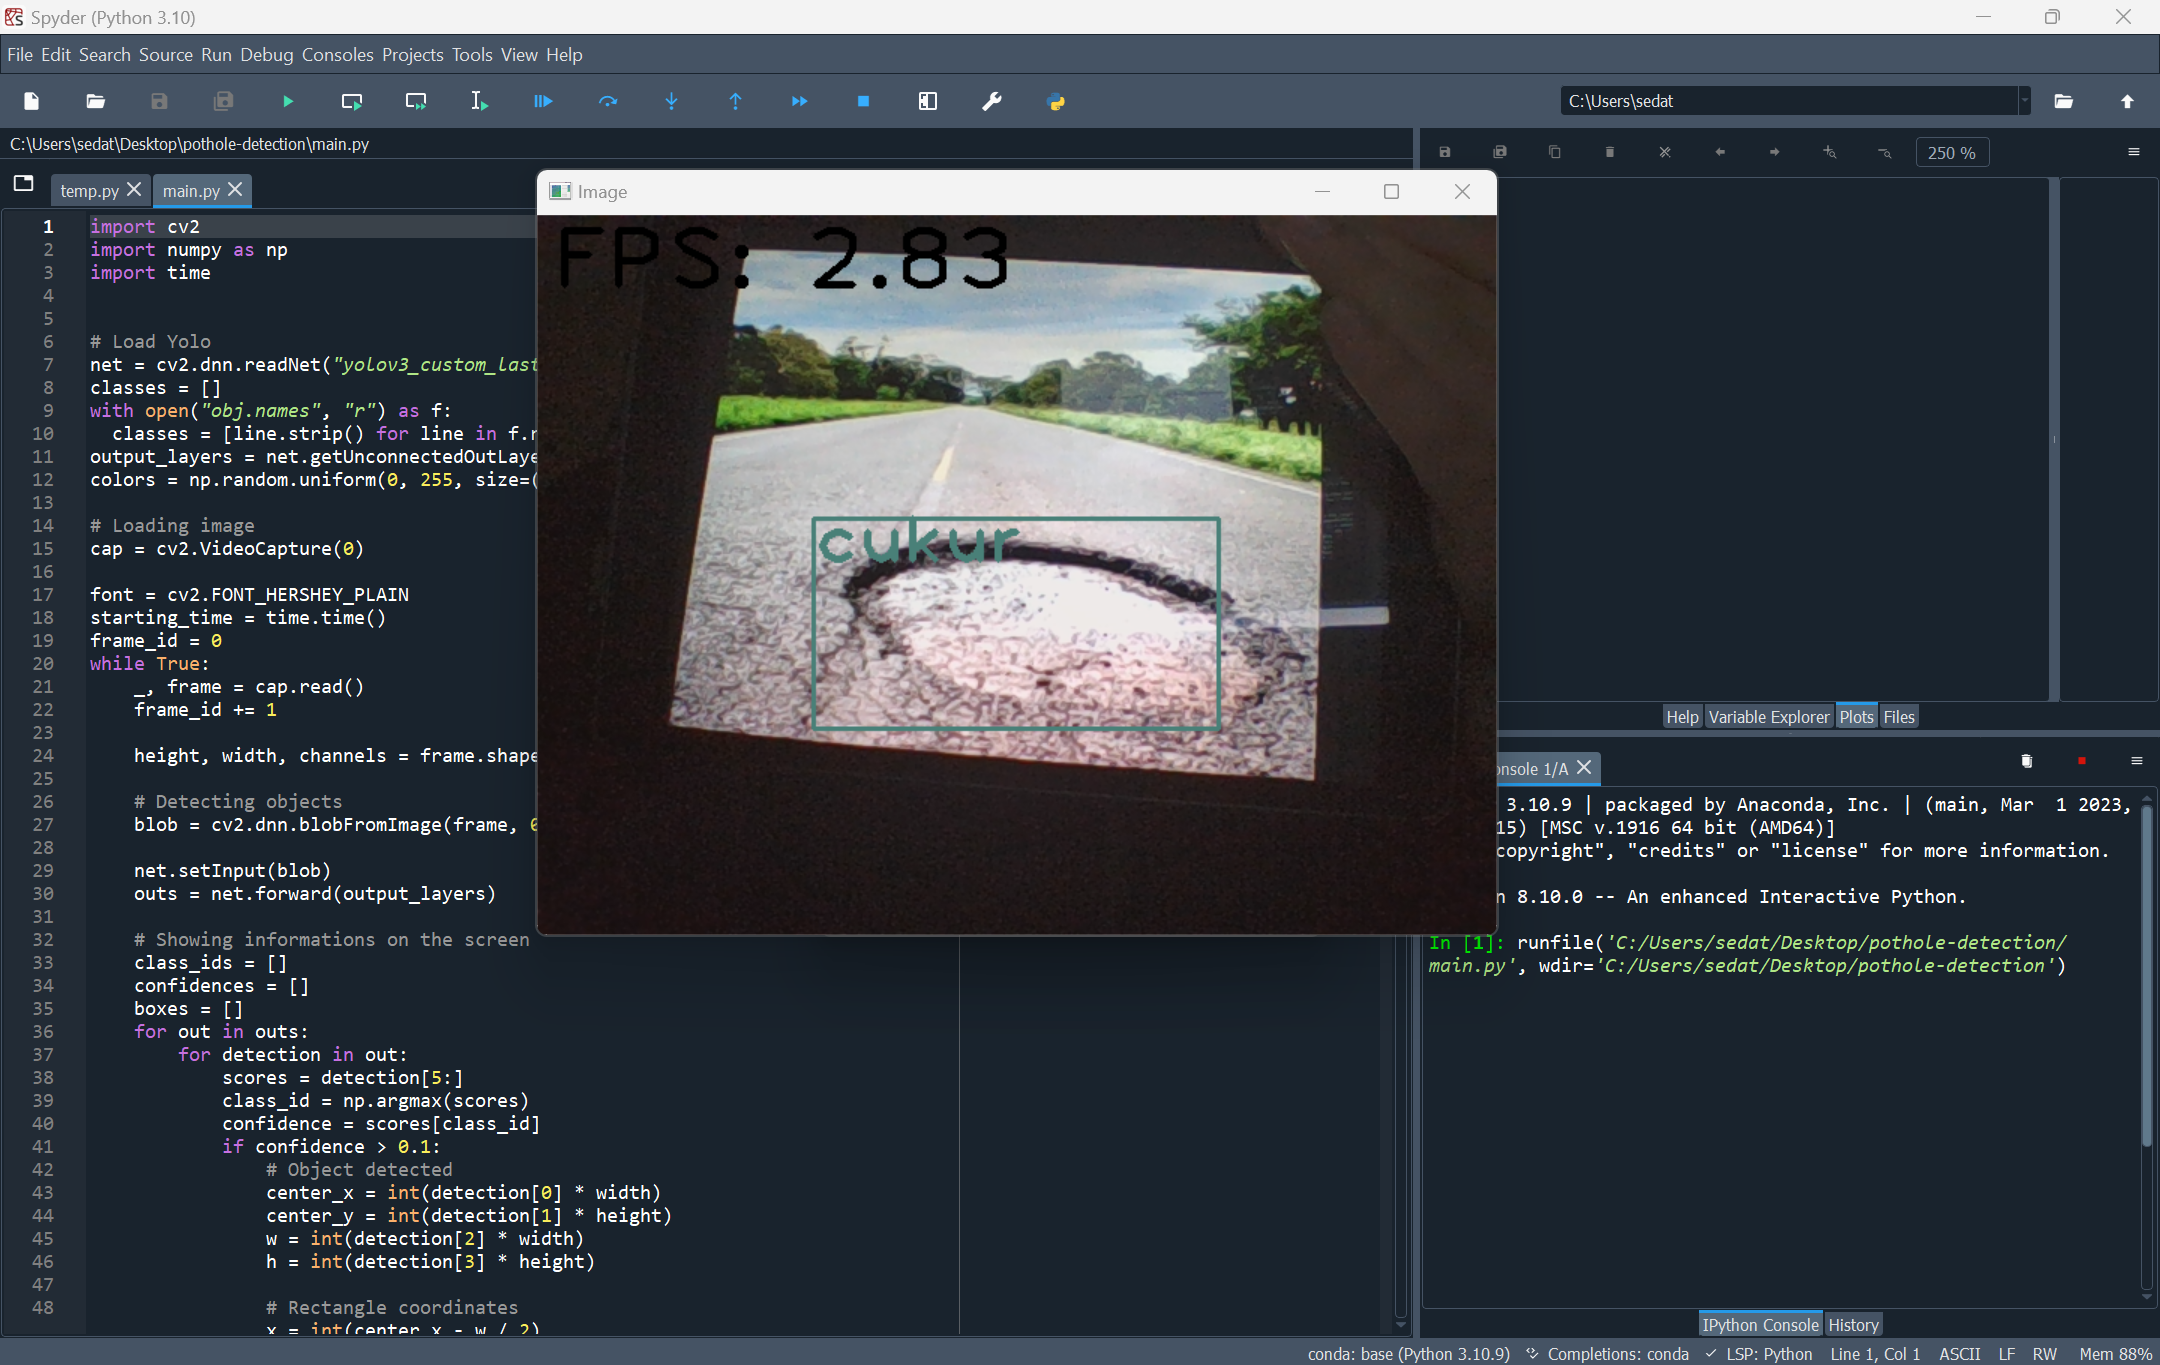 Spyder (Python 3.10)
File Edit Search Source Run Debug Consoles Projects Tools View Help
C:\Users\sedat
C:\Users\sedat\Desktop\pothole-detection\main.py
250 %
temp.py
main.py
Image
FPS: 2.83
cukur
1 import cv2
2 import numpy as np
3 import time
4
5
6 # Load Yolo
7 net = cv2.dnn.readNet("yolov3_custom_last
8 classes = []
9 with open("obj.names", "r") as f:
10 classes = [line.strip() for line in f.r
11 output_layers = net.getUnconnectedOutLaye
12 colors = np.random.uniform(0, 255, size=(
13
14 # Loading image
15 cap = cv2.VideoCapture(0)
16
17 font = cv2.FONT_HERSHEY_PLAIN
18 starting_time = time.time()
19 frame_id = 0
20 while True:
21 _, frame = cap.read()
22 frame_id += 1
23
24 height, width, channels = frame.shape
25
26 # Detecting objects
27 blob = cv2.dnn.blobFromImage(frame, 0
28
29 net.setInput(blob)
30 outs = net.forward(output_layers)
31
32 # Showing informations on the screen
33 class_ids = []
34 confidences = []
35 boxes = []
36 for out in outs:
37 for detection in out:
38 scores = detection[5:]
39 class_id = np.argmax(scores)
40 confidence = scores[class_id]
41 if confidence > 0.1:
42 # Object detected
43 center_x = int(detection[0] * width)
44 center_y = int(detection[1] * height)
45 w = int(detection[2] * width)
46 h = int(detection[3] * height)
47
48 # Rectangle coordinates
x = int(center_x - w / 2)
Help Variable Explorer Plots Files
onsole 1/A
3.10.9 | packaged by Anaconda, Inc. | (main, Mar 1 2023,
15) [MSC v.1916 64 bit (AMD64)]
copyright", "credits" or "license" for more information.
n 8.10.0 -- An enhanced Interactive Python.
In [1]: runfile('C:/Users/sedat/Desktop/pothole-detection/
main.py', wdir='C:/Users/sedat/Desktop/pothole-detection')
IPython Console History
conda: base (Python 3.10.9) Completions: conda LSP: Python Line 1, Col 1 ASCII LF RW Mem 88%